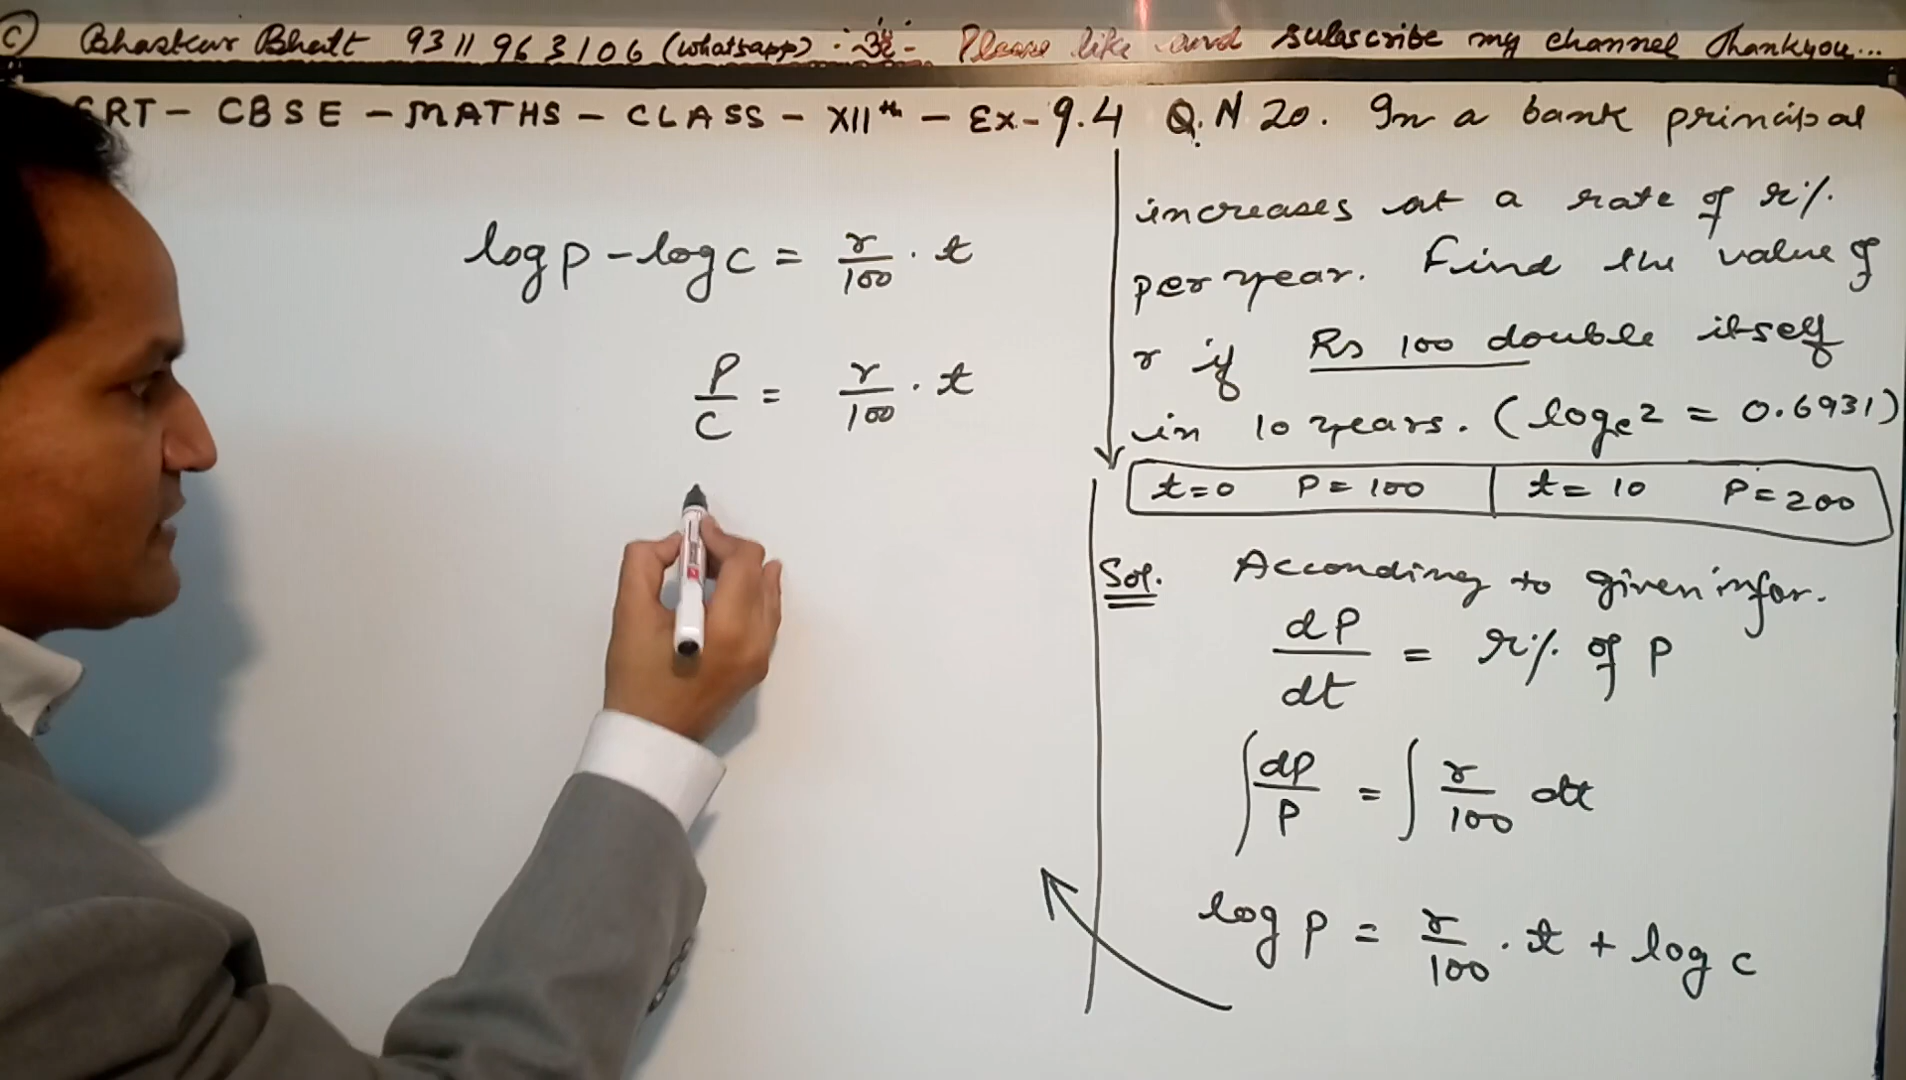 © Bhaskar Bhatt 9311963106 (whatsapp) Please like and subscribe my channel Thankyou...
ERT - CBSE - MATHS - CLASS - XIIth - Ex - 9.4 Q.N 20. In a bank principal
increases at a rate of r%
per year. Find the value of
r if Rs 100 double itself
in 10 years. (loge2 = 0.6931)
t=0 P=100 | t=10 P=200
Sol. According to given infor.
dP/dt = r% of P
∫ dp/P = ∫ r/100 dt
log P = r/100 . t + log c
log p - log c = r/100 . t
P/C = r/100 . t